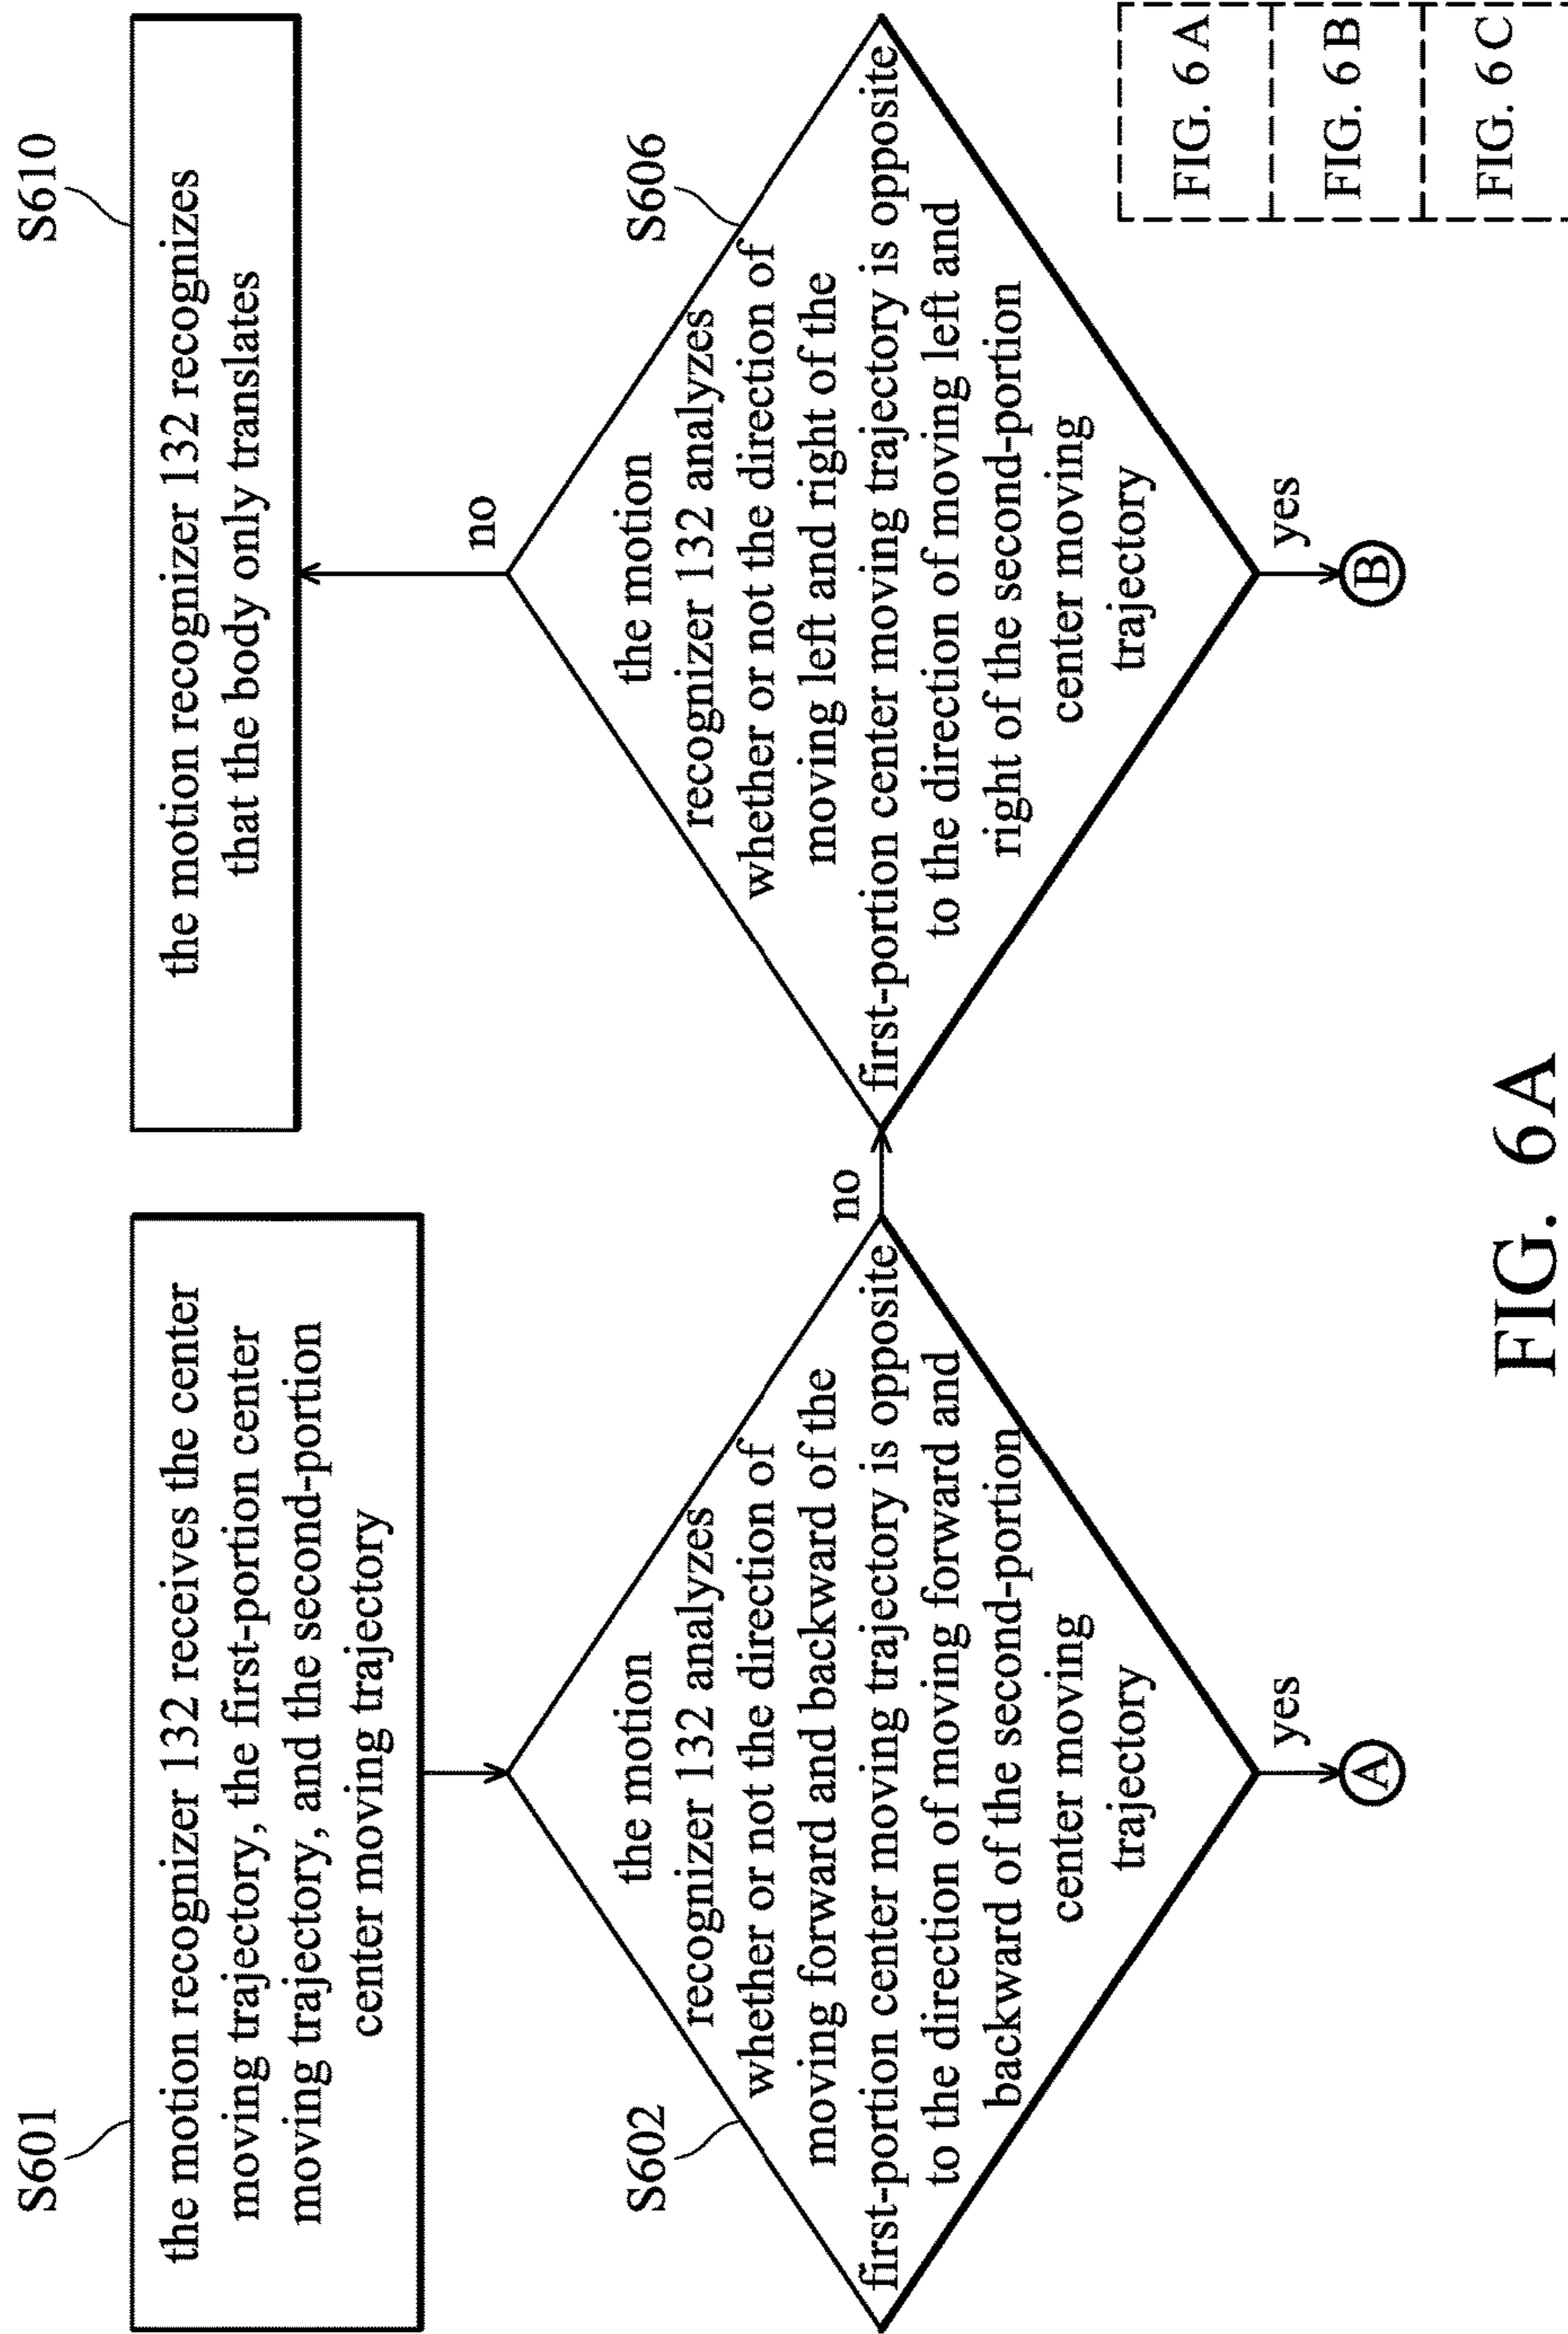 S601
the motion recognizer 132 receives the center
moving trajectory, the first-portion center
moving trajectory, and the second-portion
center moving trajectory
S602
the motion
recognizer 132 analyzes
whether or not the direction of
moving forward and backward of the
first-portion center moving trajectory is opposite
to the direction of moving forward and
backward of the second-portion
center moving
trajectory
yes
A
no
S606
the motion
recognizer 132 analyzes
whether or not the direction of
moving left and right of the
first-portion center moving trajectory is opposite
to the direction of moving left and
right of the second-portion
center moving
trajectory
yes
B
no
S610
the motion recognizer 132 recognizes
that the body only translates
FIG. 6A
FIG. 6B
FIG. 6C
FIG. 6A